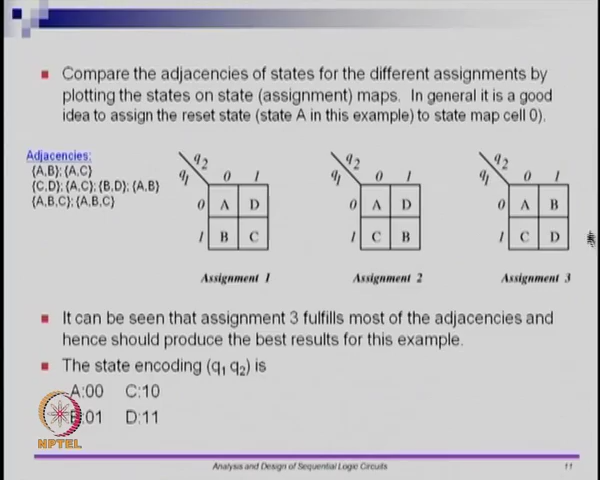 Compare the adjacencies of states for the different assignments by
plotting the states on state (assignment) maps. In general it is a good
idea to assign the reset state (state A in this example) to state map cell 0).
Adjacencies:
{A,B}; {A,C}
{C,D}; {A,C}; {B,D}; {A,B}
{A,B,C}; {A,B,C}
q2
q1 0 1
0 A D
1 B C
Assignment 1
q2
q1 0 1
0 A D
1 C B
Assignment 2
q2
q1 0 1
0 A B
1 C D
Assignment 3
It can be seen that assignment 3 fulfills most of the adjacencies and
hence should produce the best results for this example.
The state encoding (q1 q2) is
A:00 C:10
B:01 D:11
NPTEL
Analysis and Design of Sequential Logic Circuits
11